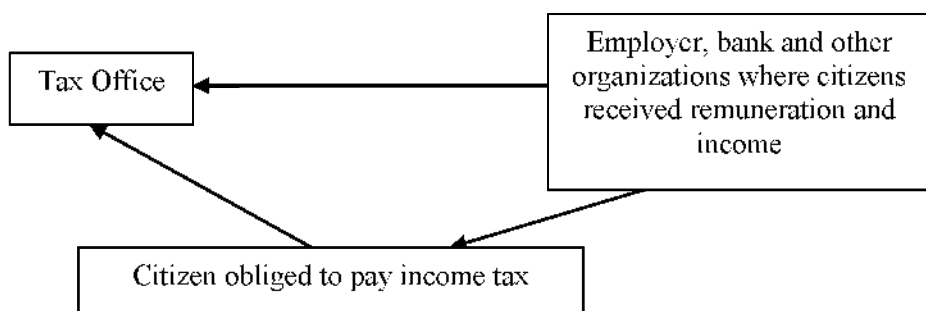 Tax Office
Employer, bank and other
organizations where citizens
received remuneration and
income
Citizen obliged to pay income tax